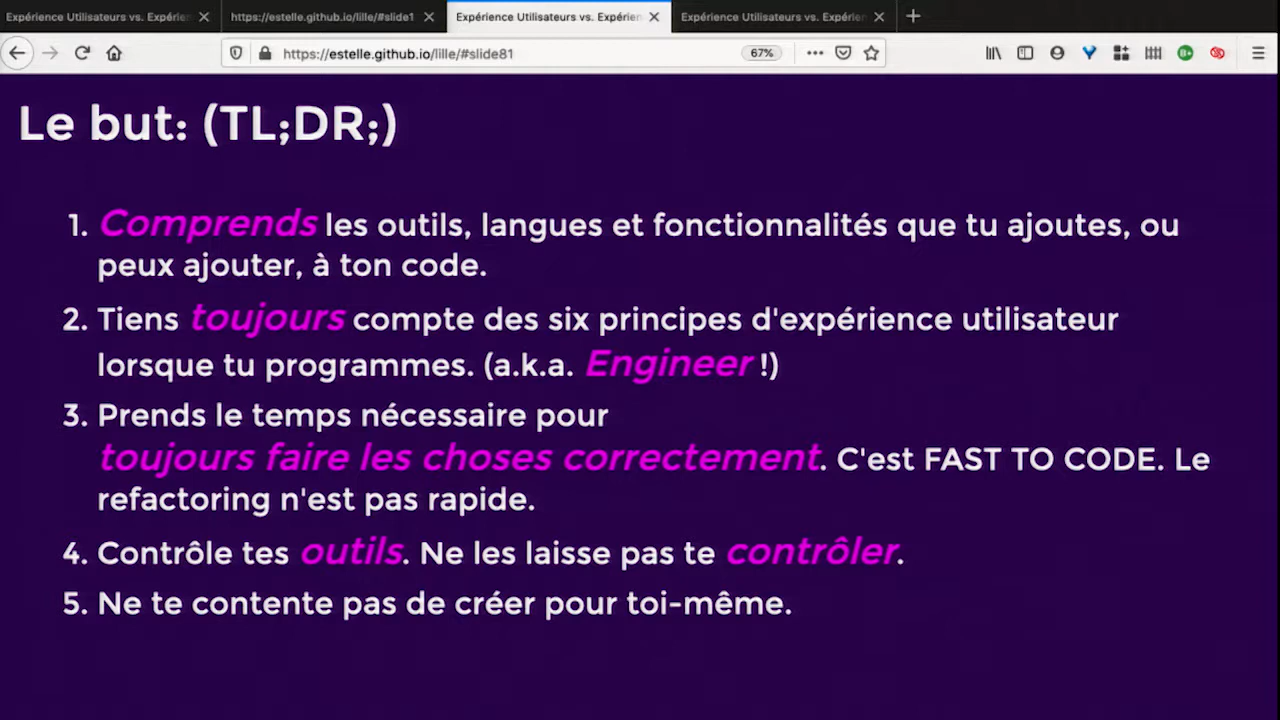 Expérience Utilisateurs vs. Expérien
https://estelle.github.io/lille/#slide1
Expérience Utilisateurs vs. Expérien
Expérience Utilisateurs vs. Expérien
https://estelle.github.io/lille/#slide81
67%
Le but: (TL;DR;)
1. Comprends les outils, langues et fonctionnalités que tu ajoutes, ou
peux ajouter, à ton code.
2. Tiens toujours compte des six principes d'expérience utilisateur
lorsque tu programmes. (a.k.a. Engineer !)
3. Prends le temps nécessaire pour
toujours faire les choses correctement. C'est FAST TO CODE. Le
refactoring n'est pas rapide.
4. Contrôle tes outils. Ne les laisse pas te contrôler.
5. Ne te contente pas de créer pour toi-même.